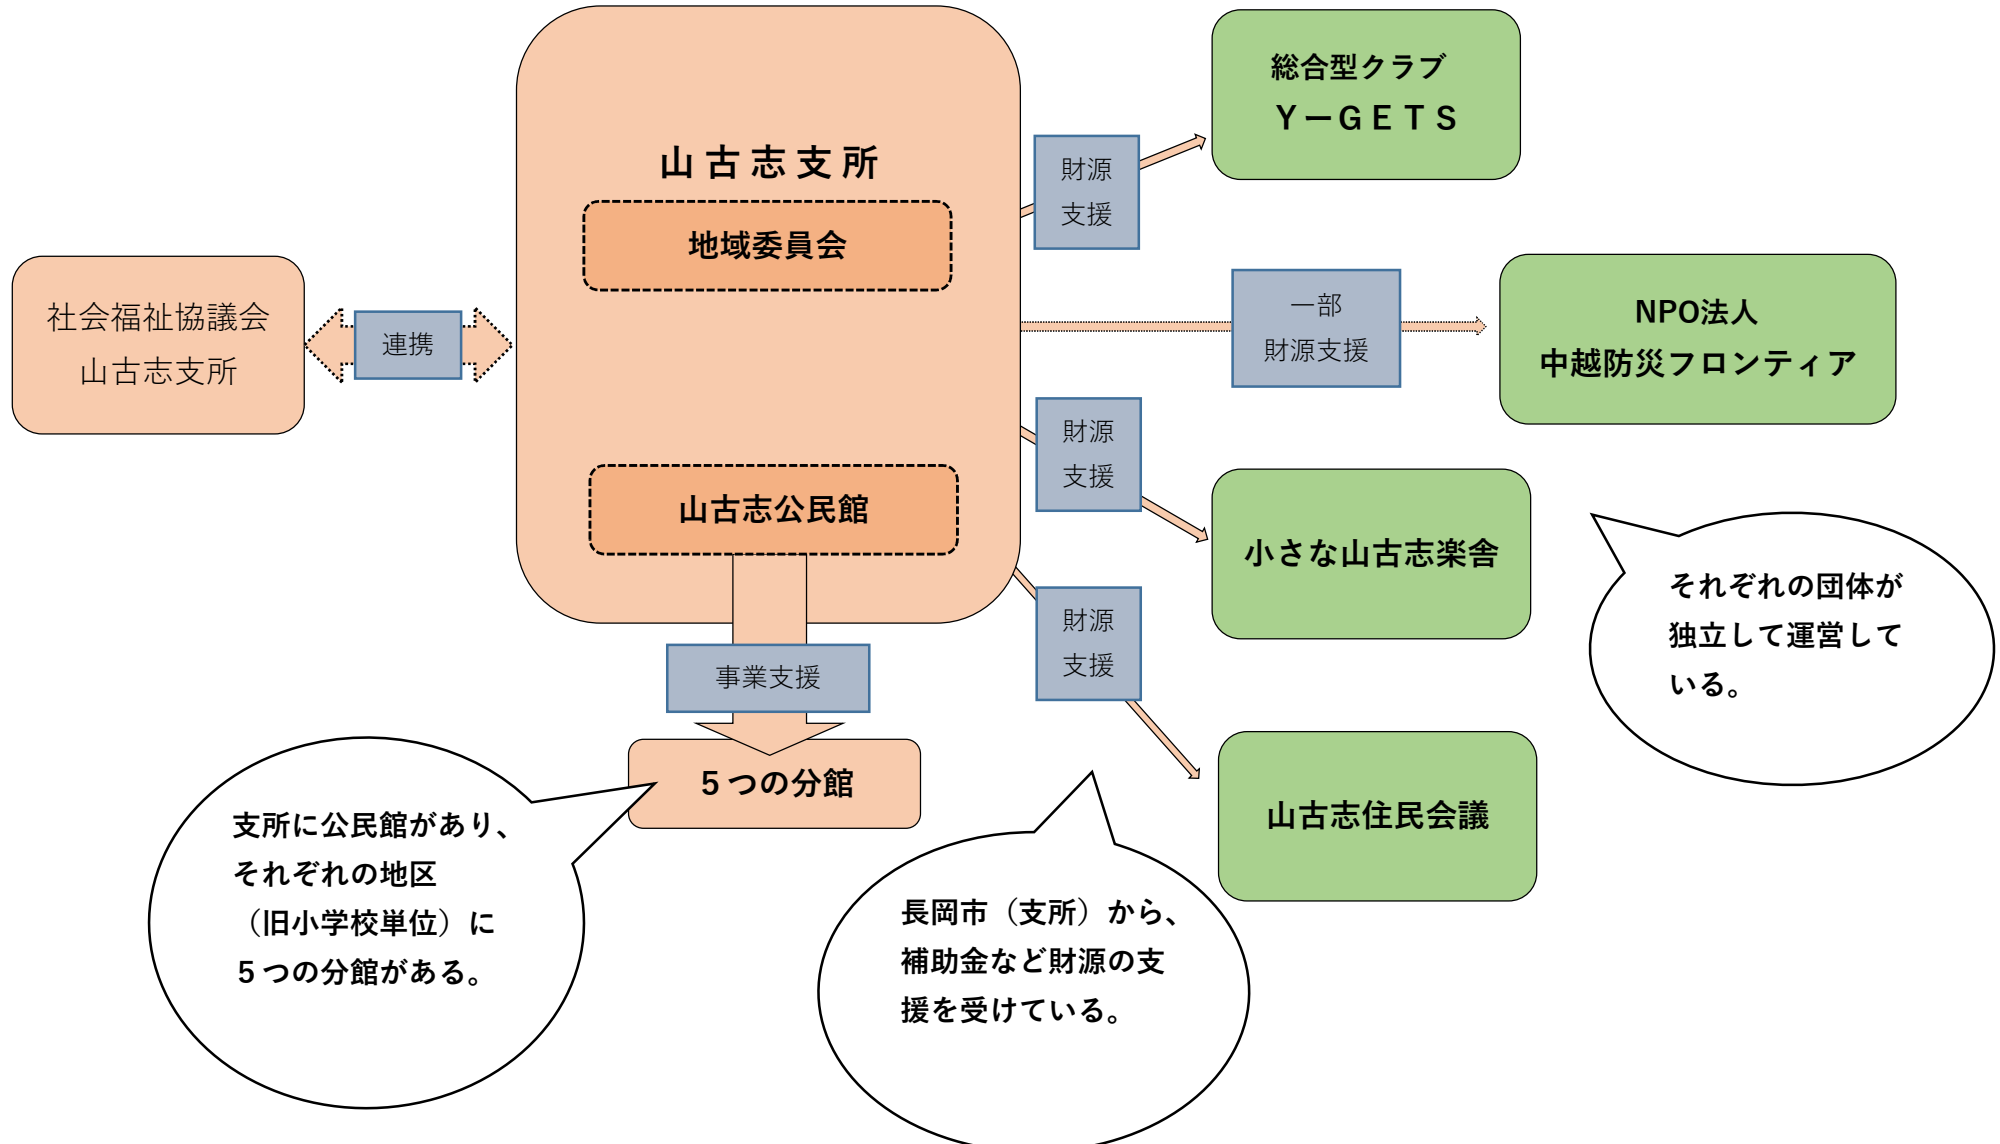 総合型クラブ
Ｙ－ＧＥＴＳ
山古志支所
財源
支援
地域委員会
社会福祉協議会
山古志支所
連携
一部
財源支援
NPO法人
中越防災フロンティア
財源
支援
山古志公民館
小さな山古志楽舎
それぞれの団体が
独立して運営して
いる。
財源
支援
事業支援
５つの分館
山古志住民会議
支所に公民館があり、
それぞれの地区
（旧小学校単位）に
５つの分館がある。
長岡市（支所）から、
補助金など財源の支
援を受けている。